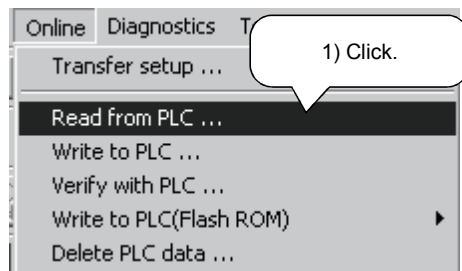 Online Diagnostics T
1) Click.
Transfer setup ...
Read from PLC ...
Write to PLC ...
Verify with PLC ...
Write to PLC(Flash ROM)
Delete PLC data ...